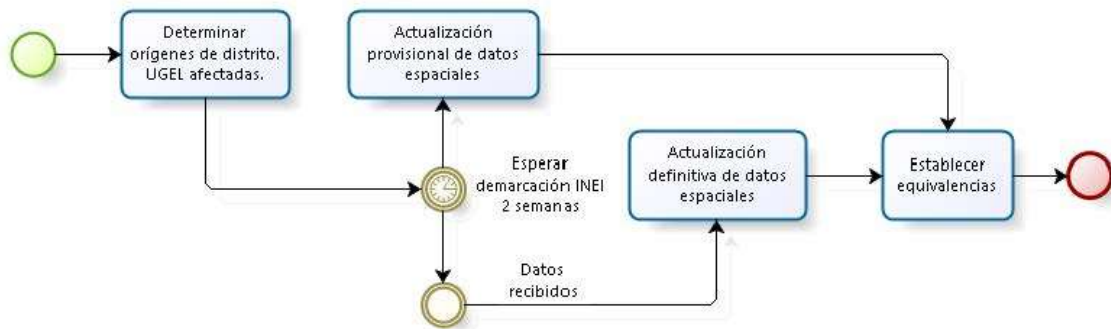 Determinar
orígenes de distrito.
UGEL afectadas.
Actualización
provisional de datos
espaciales
Esperar
demarcación INEI
2 semanas
Actualización
definitiva de datos
espaciales
Establecer
equivalencias
Datos
recibidos